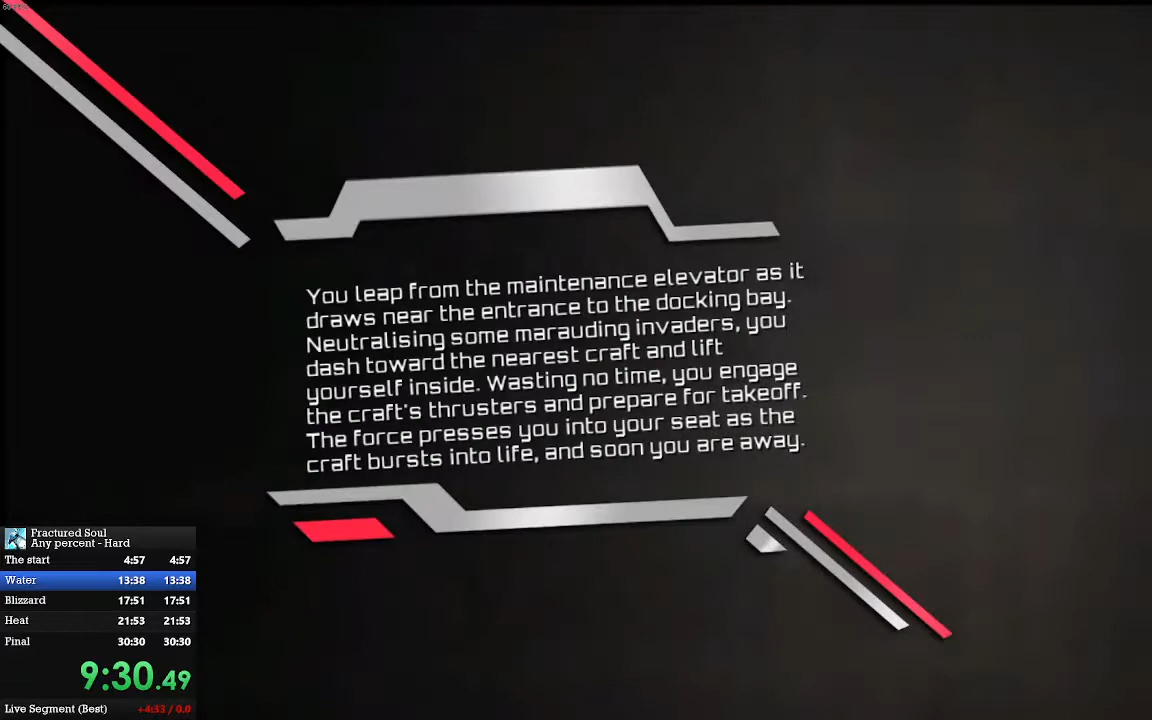 You leap from the maintenance elevator as it
draws near the entrance to the docking bay.
Neutralising some marauding invaders, you
dash toward the nearest craft and lift
yourself inside. Wasting no time, you engage
the craft's thrusters and prepare for takeoff.
The force presses you into your seat as the
craft bursts into life, and soon you are away.
Fractured Soul
Any percent - Hard
The start 4:57 4:57
Water 13:38 13:38
Blizzard 17:51 17:51
Heat 21:53 21:53
Final 30:30 30:30
9:30.49
Live Segment (Best) +4:33 / 0.0